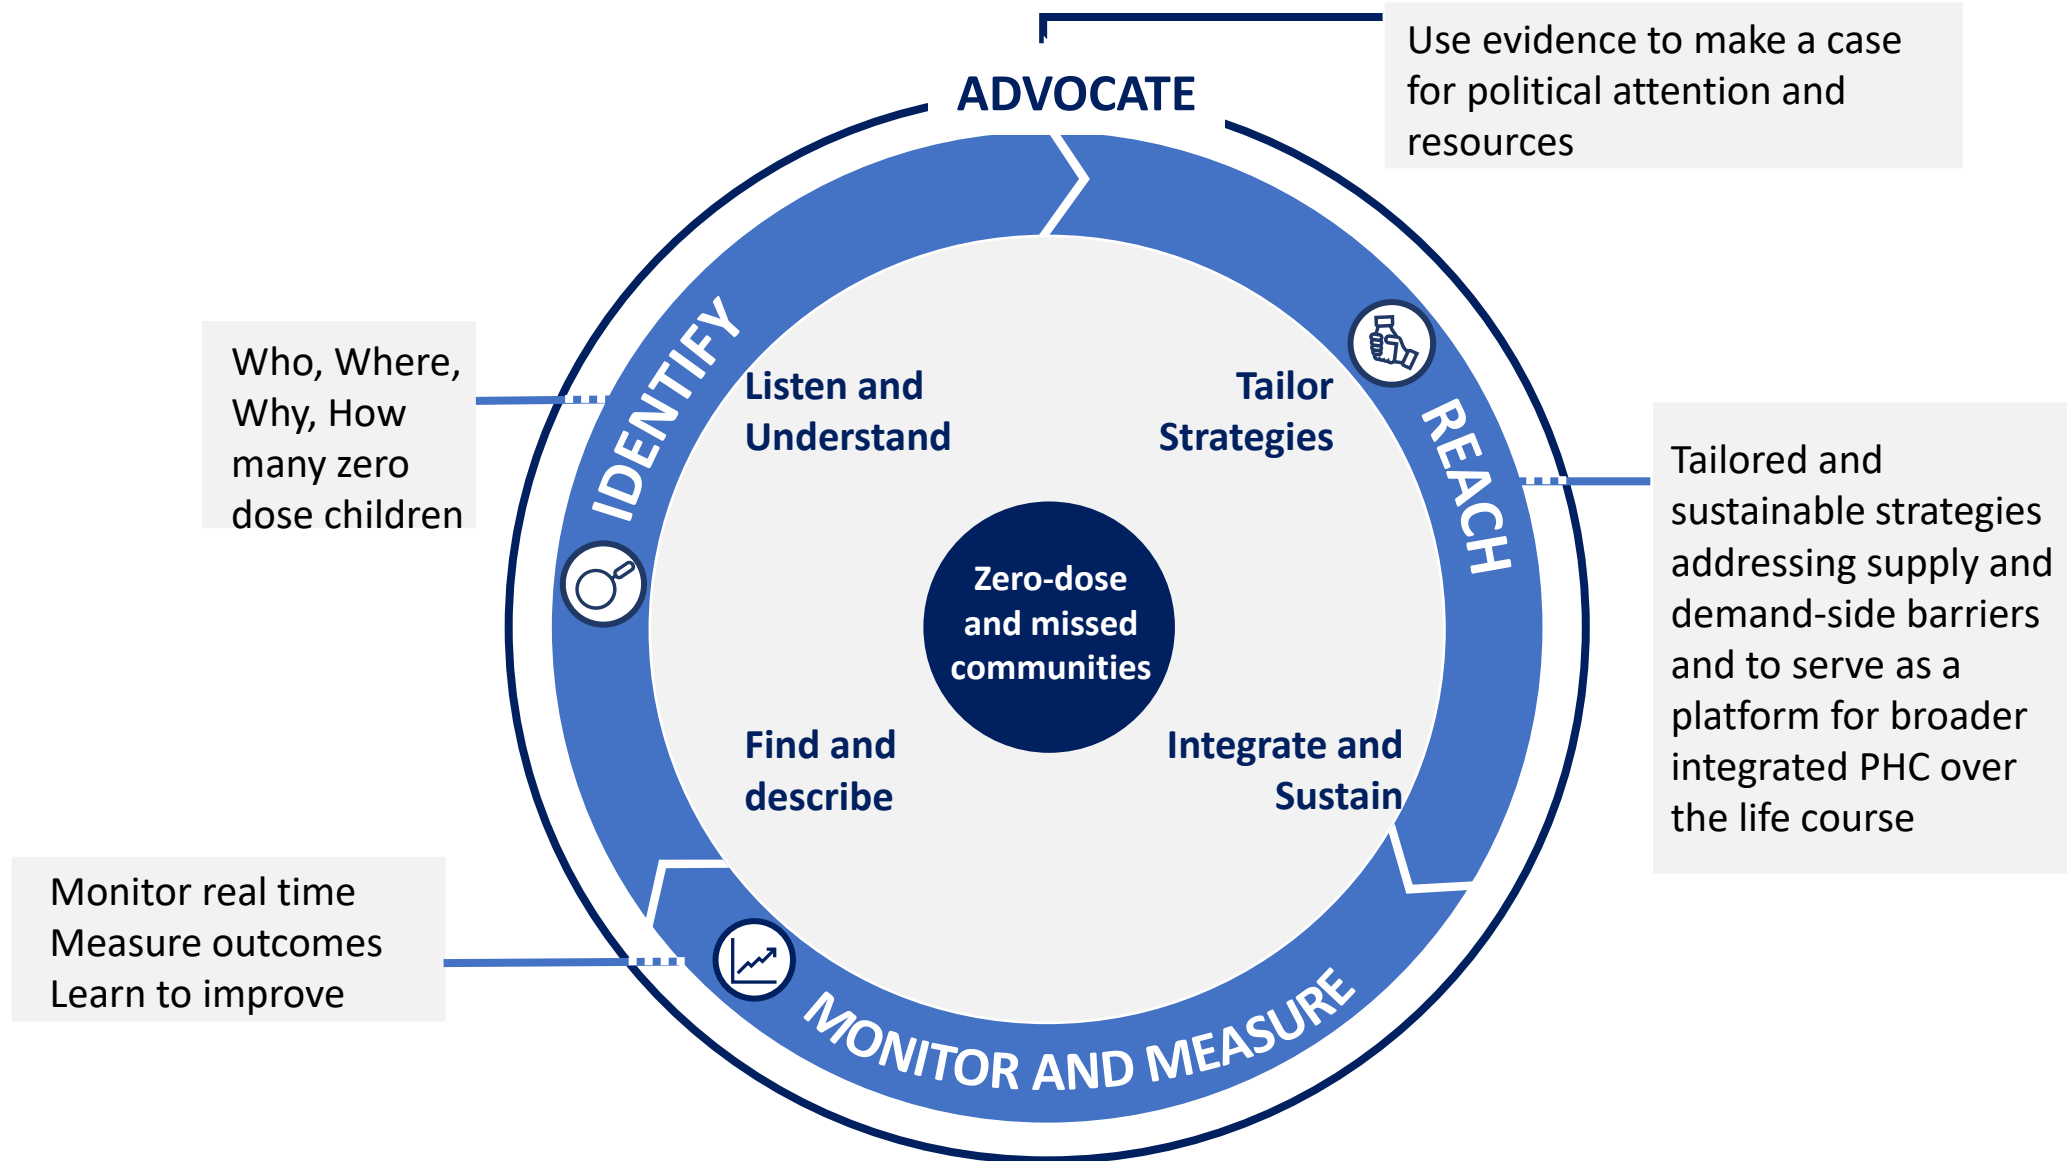 Use evidence to make a case
for political attention and
resources
ADVOCATE
IDENTIFY
Who, Where,
Why, How
many zero
dose children
Listen and
Understand
Tailor
Strategies
REACH
Tailored and
sustainable strategies
addressing supply and
demand-side barriers
and to serve as a
platform for broader
integrated PHC over
the life course
Zero-dose
and missed
communities
Find and
describe
Integrate and
Sustain
Monitor real time
Measure outcomes
Learn to improve
MONITOR AND MEASURE